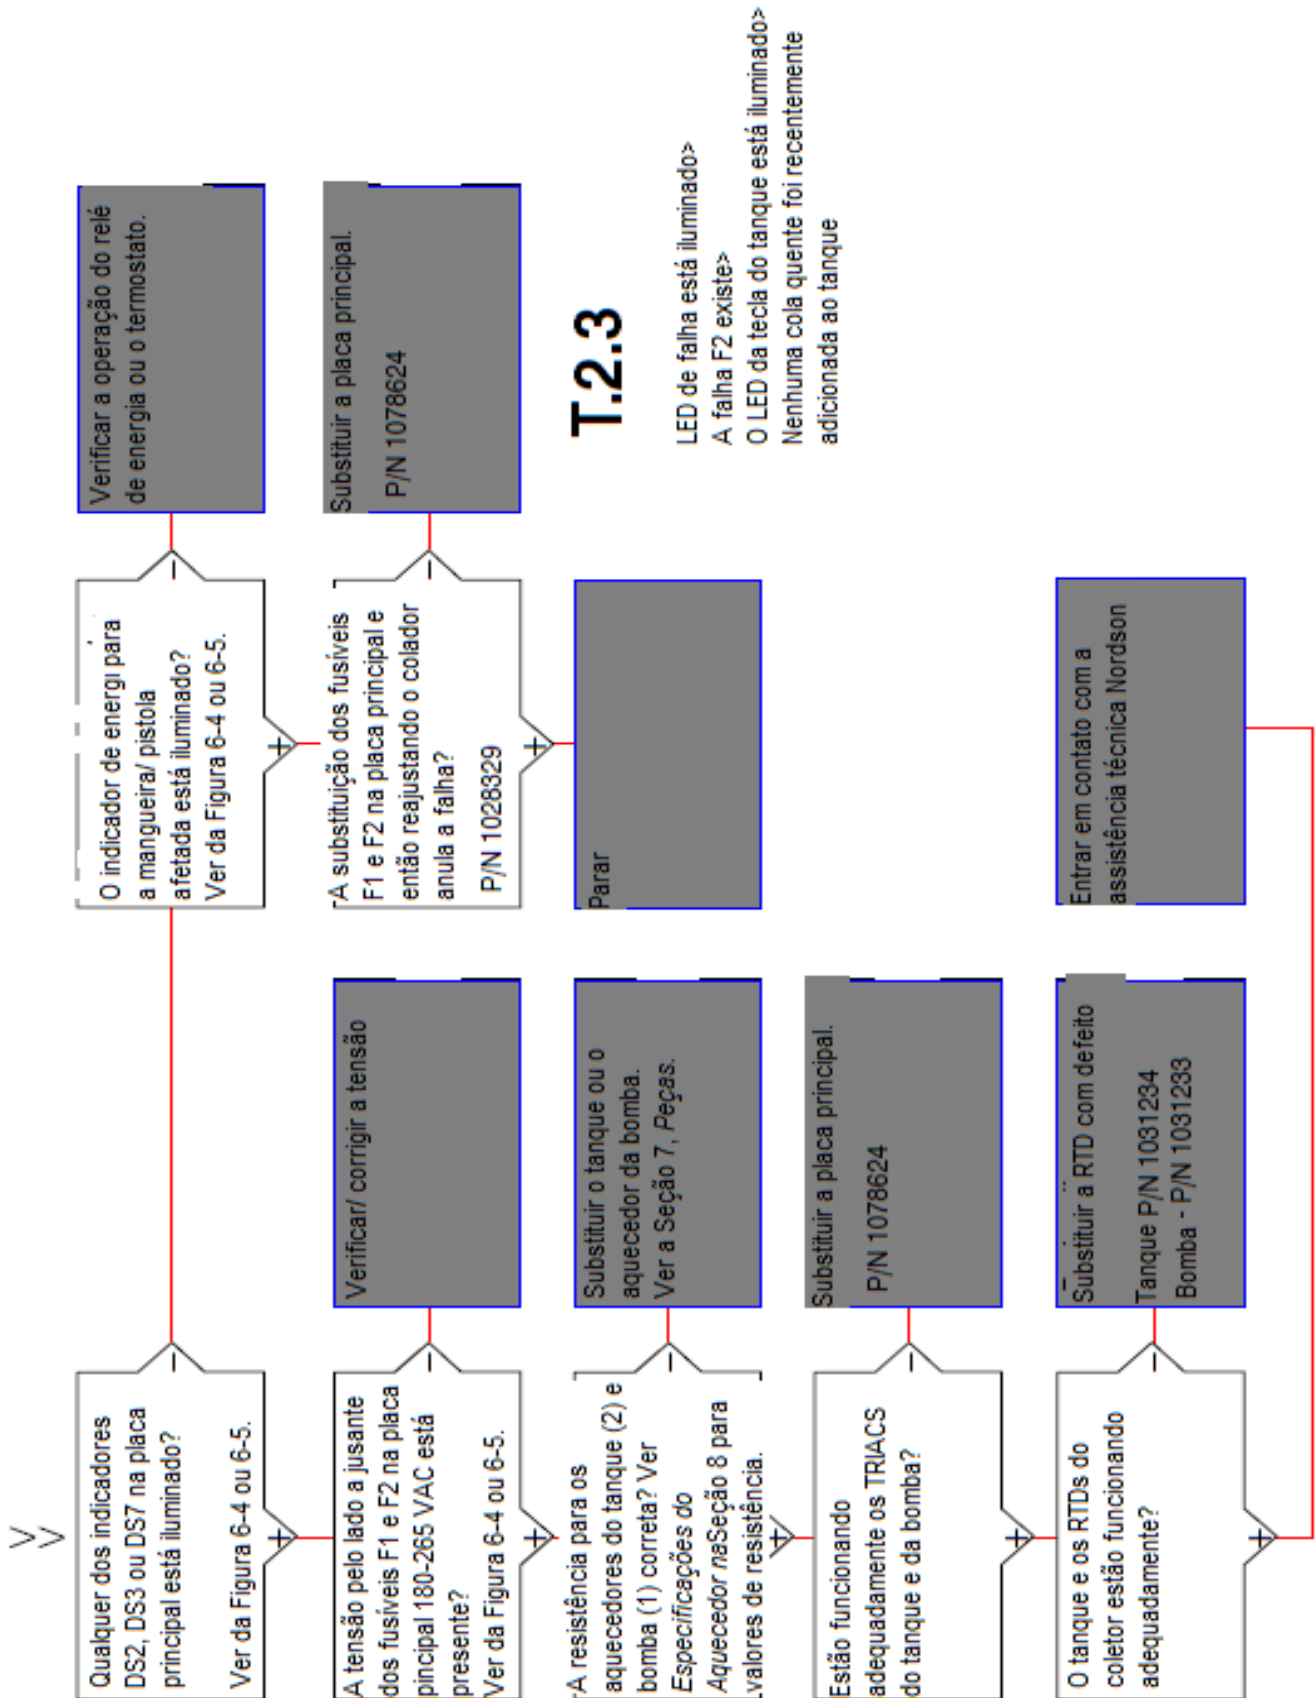 T.2.3
LED de falha está iluminado>
A falha F2 existe>
O LED da tecla do tanque está iluminado>
Nenhuma cola quente foi recentemente
adicionada ao tanque
>>
Qualquer dos indicadores
DS2, DS3 ou DS7 na placa
principal está iluminado?
Ver da Figura 6-4 ou 6-5.
−
+
O indicador de energi para
a mangueira/ pistola
afetada está iluminado?
Ver da Figura 6-4 ou 6-5.
−
+
Verificar a operação do relé
de energia ou o termostato.
A tensão pelo lado a jusante
dos fusíveis F1 e F2 na placa
pincipal 180-265 VAC está
presente?
Ver da Figura 6-4 ou 6-5.
−
+
Verificar/ corrigir a tensão
A substituição dos fusíveis
F1 e F2 na placa principal e
então reajustando o colador
anula a falha?
P/N 1028329
−
+
Substituir a placa principal.
P/N 1078624
A resistência para os
aquecedores do tanque (2) e
bomba (1) correta? Ver
Especificações do
Aquecedor naSeção 8 para
valores de resistência.
−
+
Substituir o tanque ou o
aquecedor da bomba.
Ver a Seção 7, Peças.
Parar
Estão funcionando
adequadamente os TRIACS
do tanque e da bomba?
−
+
Substituir a placa principal.
P/N 1078624
O tanque e os RTDs do
coletor estão funcionando
adequadamente?
−
+
Substituir a RTD com defeito
Tanque P/N 1031234
Bomba - P/N 1031233
Entrar em contato com a
assistência técnica Nordson